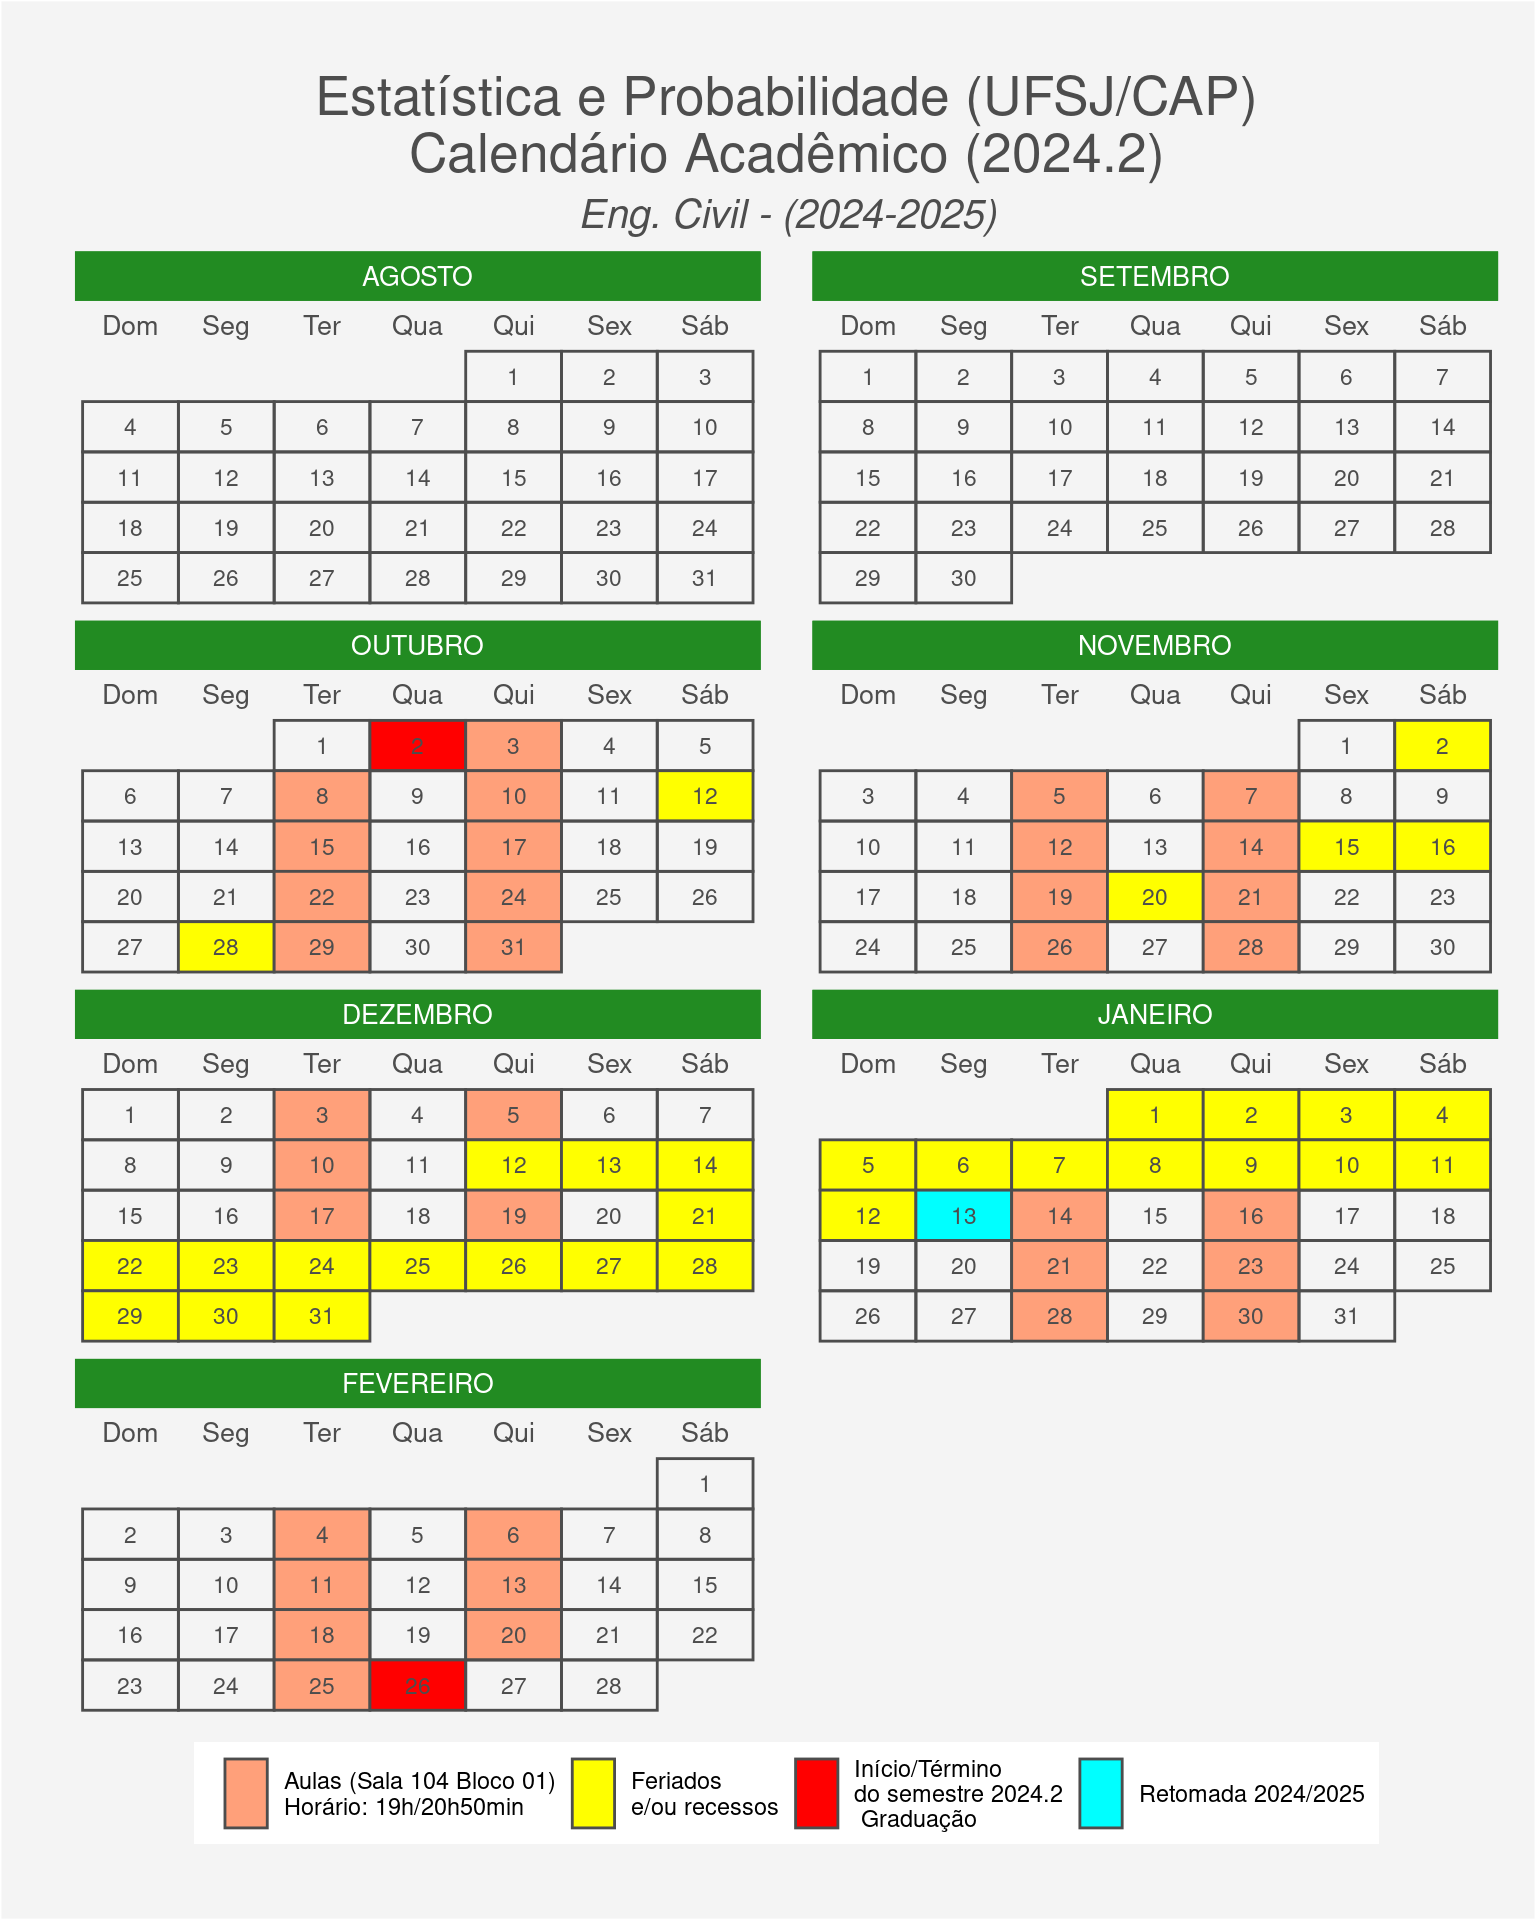 Estatística e Probabilidade (UFSJ/CAP)
Calendário Acadêmico (2024.2)
Eng. Civil - (2024-2025)
AGOSTO
Dom Seg Ter Qua Qui Sex Sáb
1 2 3
4 5 6 7 8 9 10
11 12 13 14 15 16 17
18 19 20 21 22 23 24
25 26 27 28 29 30 31
SETEMBRO
Dom Seg Ter Qua Qui Sex Sáb
1 2 3 4 5 6 7
8 9 10 11 12 13 14
15 16 17 18 19 20 21
22 23 24 25 26 27 28
29 30
OUTUBRO
Dom Seg Ter Qua Qui Sex Sáb
1 2 3 4 5
6 7 8 9 10 11 12
13 14 15 16 17 18 19
20 21 22 23 24 25 26
27 28 29 30 31
NOVEMBRO
Dom Seg Ter Qua Qui Sex Sáb
1 2
3 4 5 6 7 8 9
10 11 12 13 14 15 16
17 18 19 20 21 22 23
24 25 26 27 28 29 30
DEZEMBRO
Dom Seg Ter Qua Qui Sex Sáb
1 2 3 4 5 6 7
8 9 10 11 12 13 14
15 16 17 18 19 20 21
22 23 24 25 26 27 28
29 30 31
JANEIRO
Dom Seg Ter Qua Qui Sex Sáb
1 2 3 4
5 6 7 8 9 10 11
12 13 14 15 16 17 18
19 20 21 22 23 24 25
26 27 28 29 30 31
FEVEREIRO
Dom Seg Ter Qua Qui Sex Sáb
1
2 3 4 5 6 7 8
9 10 11 12 13 14 15
16 17 18 19 20 21 22
23 24 25 26 27 28
Aulas (Sala 104 Bloco 01)
Horário: 19h/20h50min
Feriados
e/ou recessos
Início/Término
do semestre 2024.2
Graduação
Retomada 2024/2025